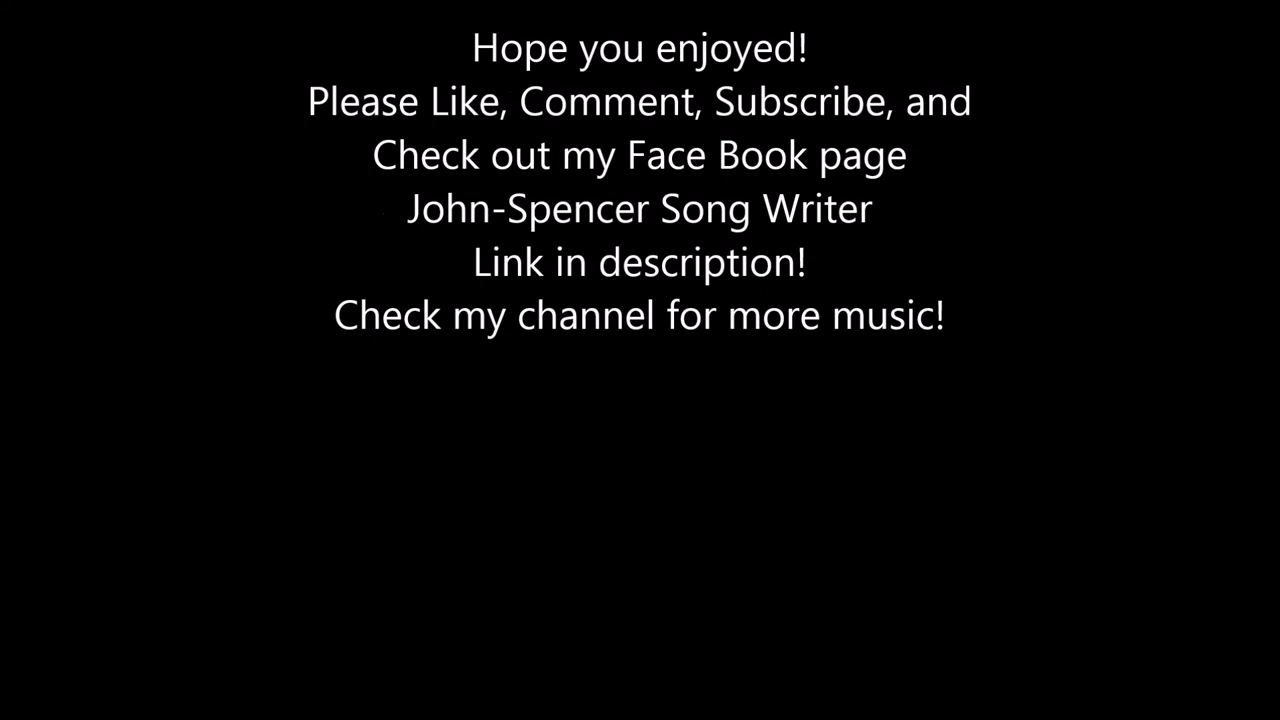 Hope you enjoyed!
Please Like, Comment, Subscribe, and
Check out my Face Book page
John-Spencer Song Writer
Link in description!
Check my channel for more music!